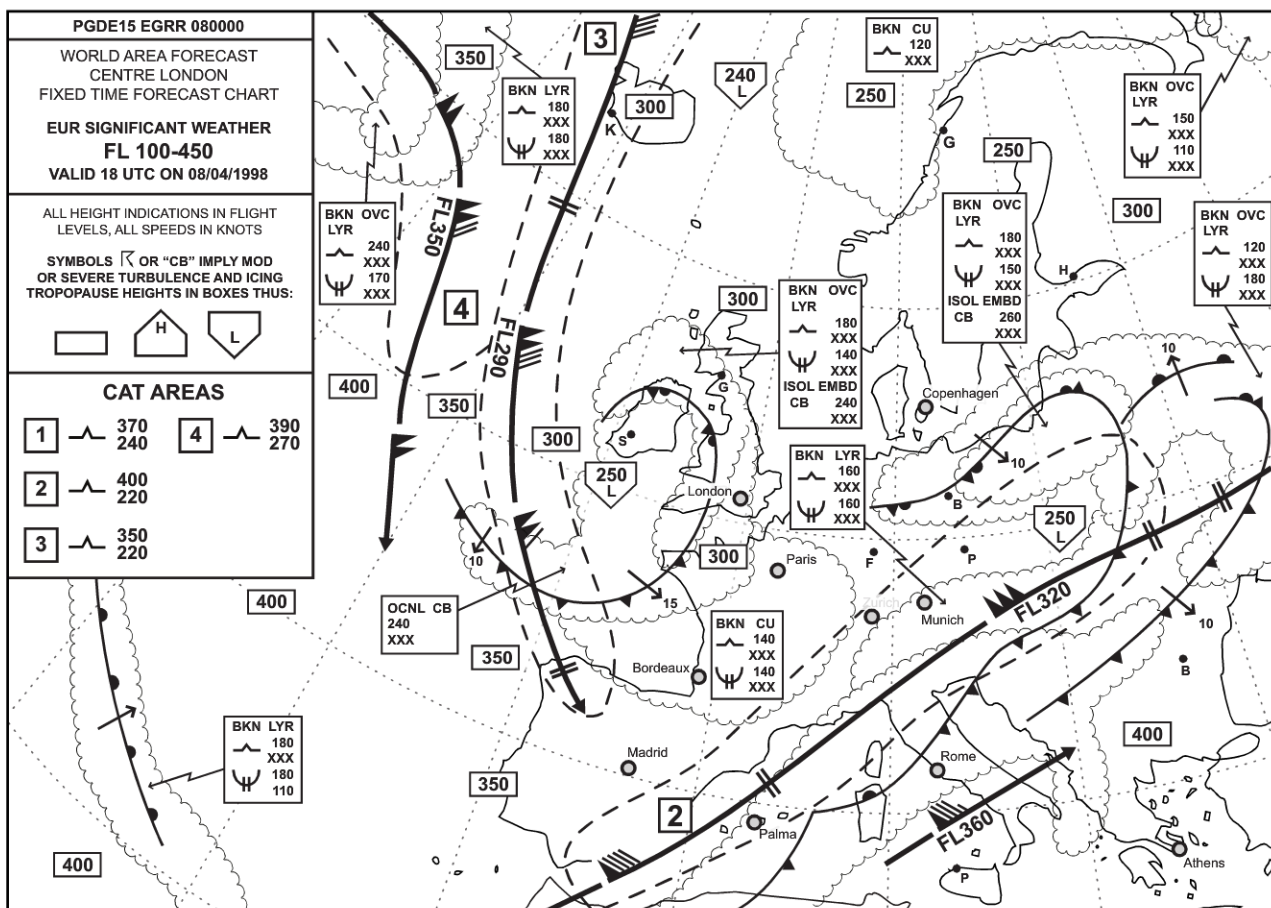 PGDE15 EGRR 080000
WORLD AREA FORECAST
CENTRE LONDON
FIXED TIME FORECAST CHART
EUR SIGNIFICANT WEATHER
FL 100-450
VALID 18 UTC ON 08/04/1998
ALL HEIGHT INDICATIONS IN FLIGHT
LEVELS, ALL SPEEDS IN KNOTS
SYMBOLS OR “CB” IMPLY MOD
OR SEVERE TURBULENCE AND ICING
TROPOPAUSE HEIGHTS IN BOXES THUS:
H
L
CAT AREAS
1 370
240
4 390
270
2 400
220
3 350
220
350
3
300
K
240
L
BKN LYR
180
XXX
180
XXX
BKN CU
120
XXX
250
G
250
BKN OVC
LYR
150
XXX
110
XXX
300
BKN OVC
LYR
240
XXX
170
XXX
FL350
4
FL290
400
350
300
300
BKN OVC
LYR
180
XXX
140
XXX
ISOL EMBD
CB 240
XXX
BKN OVC
LYR
180
XXX
150
XXX
ISOL EMBD
CB 260
XXX
H
BKN OVC
LYR
120
XXX
180
XXX
G
S
250
L
London
Copenhagen
10
10
BKN LYR
160
XXX
160
XXX
B
250
L
10
300
Paris
F
P
15
OCNL CB
240
XXX
350
Bordeaux
BKN CU
140
XXX
140
XXX
Zurich
Munich
FL320
10
B
400
400
BKN LYR
180
XXX
180
110
400
Madrid
350
2
Palma
Rome
FL360
P
400
Athens